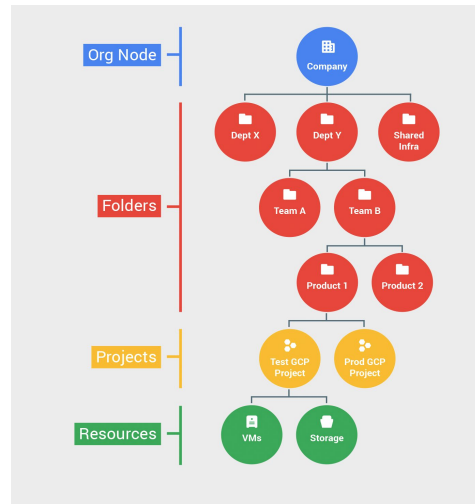 Org Node
Company
Dept X
Dept Y
Shared
Infra
Folders
Team A
Team B
Product 1
Product 2
Projects
Test GCP
Project
Prod GCP
Project
Resources
VMs
Storage